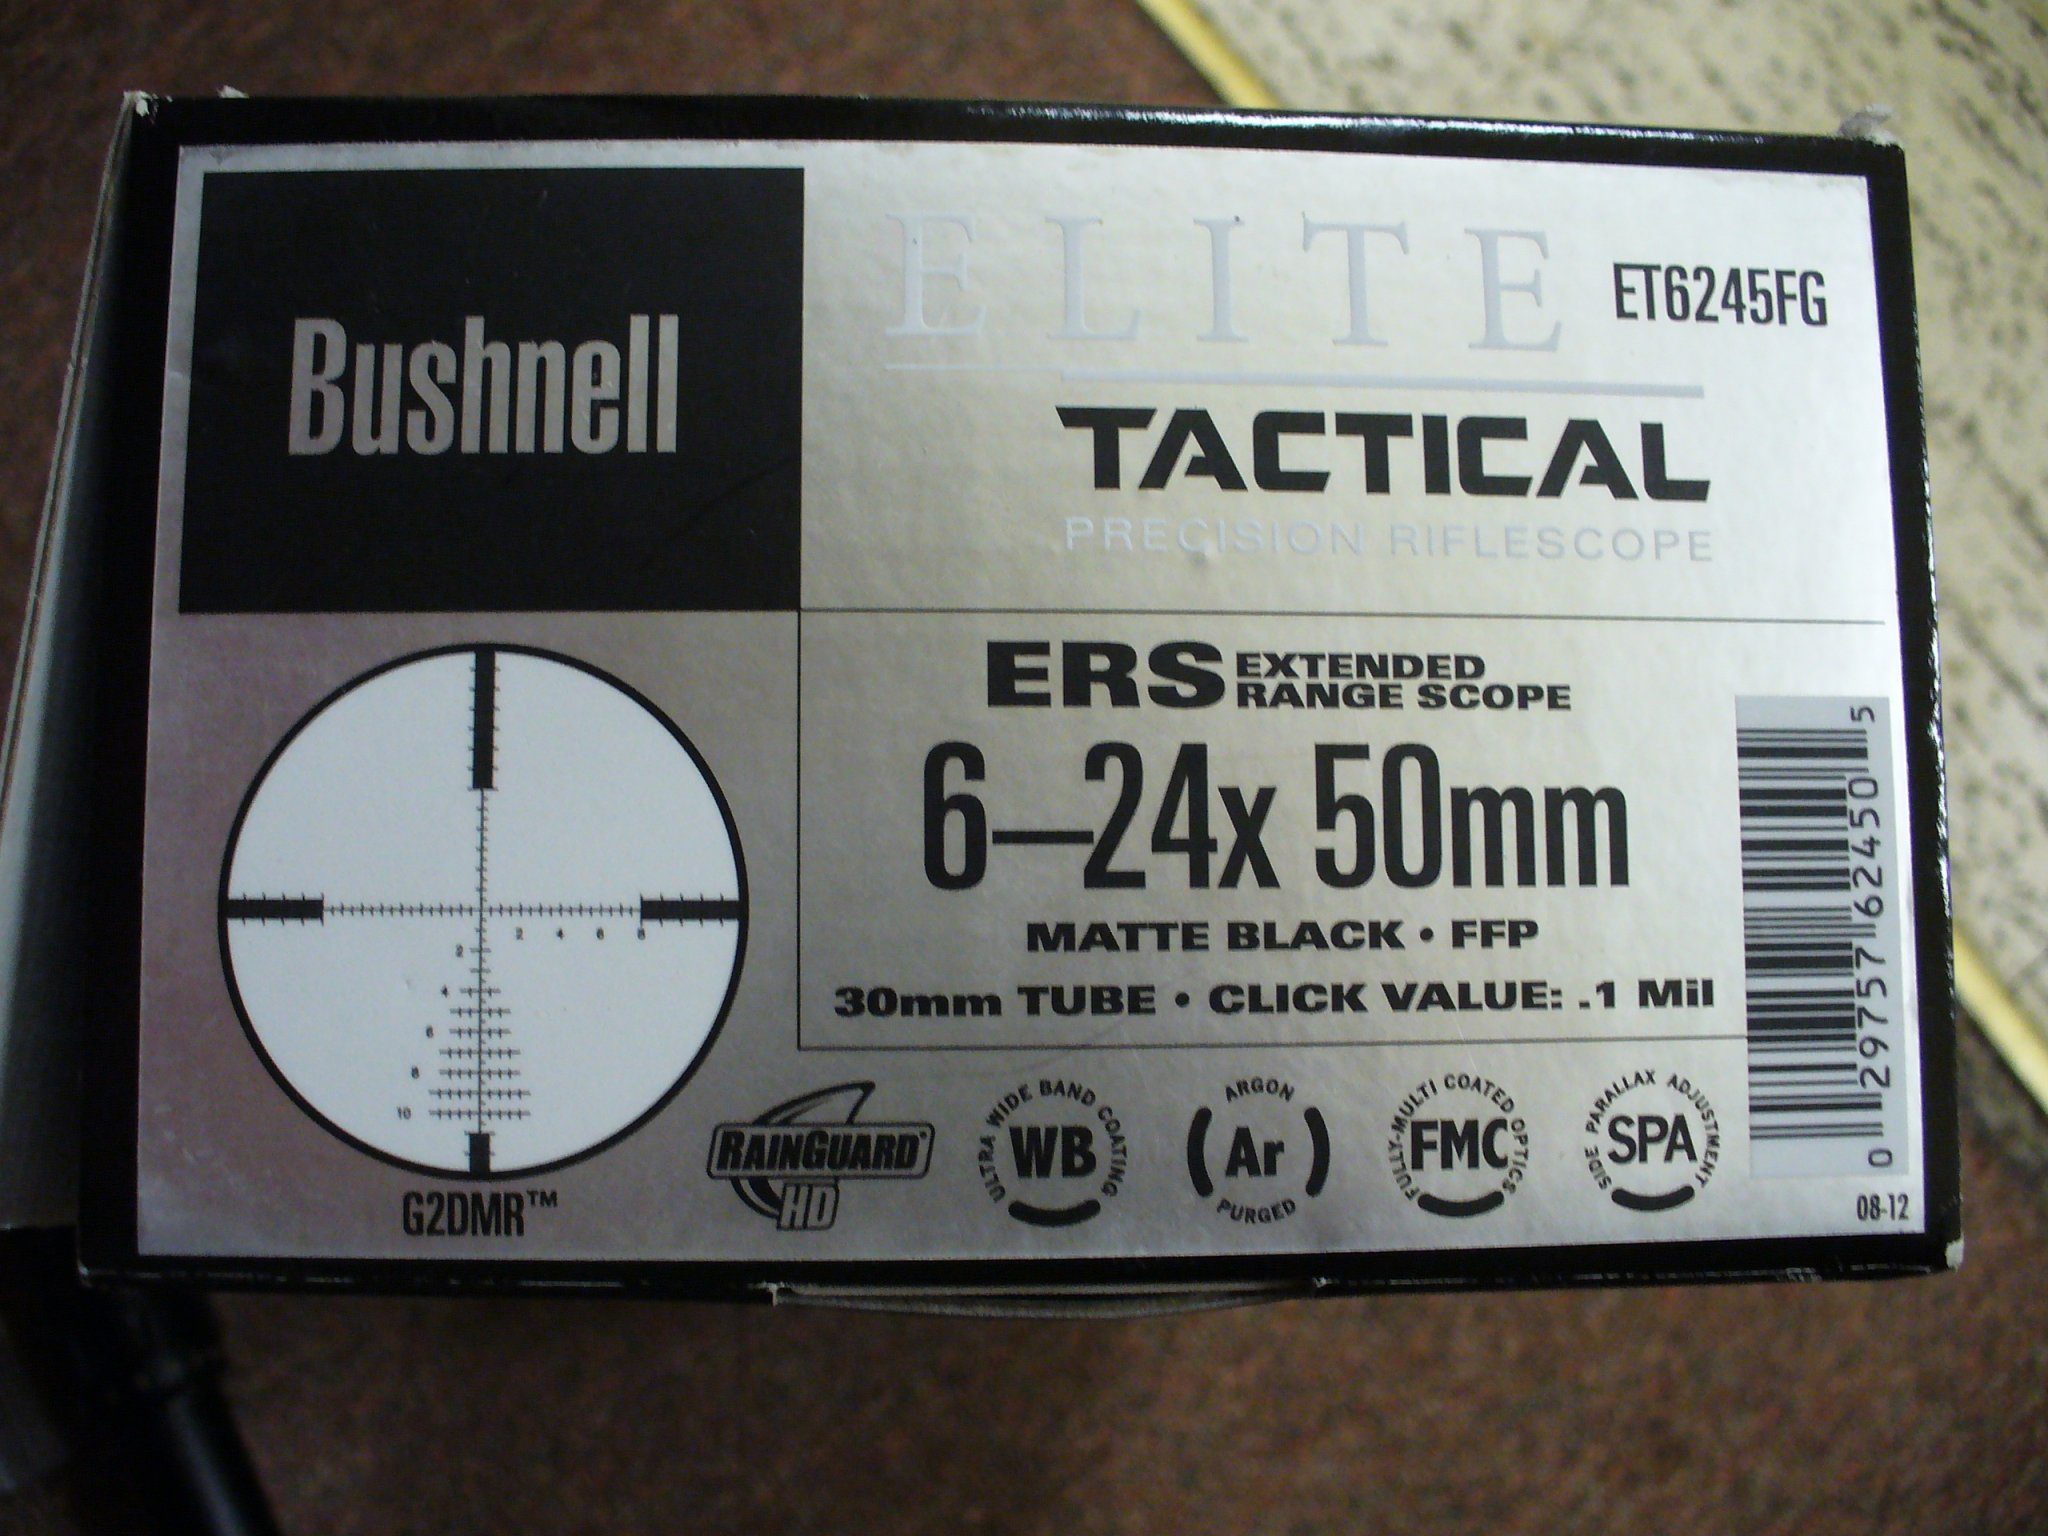 Bushnell
ELITE
ET6245FG
TACTICAL
PRECISION RIFLESCOPE
ERS EXTENDED
RANGE SCOPE
6–24x 50mm
MATTE BLACK • FFP
30mm TUBE • CLICK VALUE: .1 Mil
2 4 6 8
2
4
6
8
10
G2DMR™
RAINGUARD®
HD
ULTRA WIDE BAND COATING
WB
ARGON
Ar
PURGED
FULLY-MULTI COATED OPTICS
FMC
SIDE PARALLAX ADJUSTMENT
SPA
0 29757 62450 5
08-12